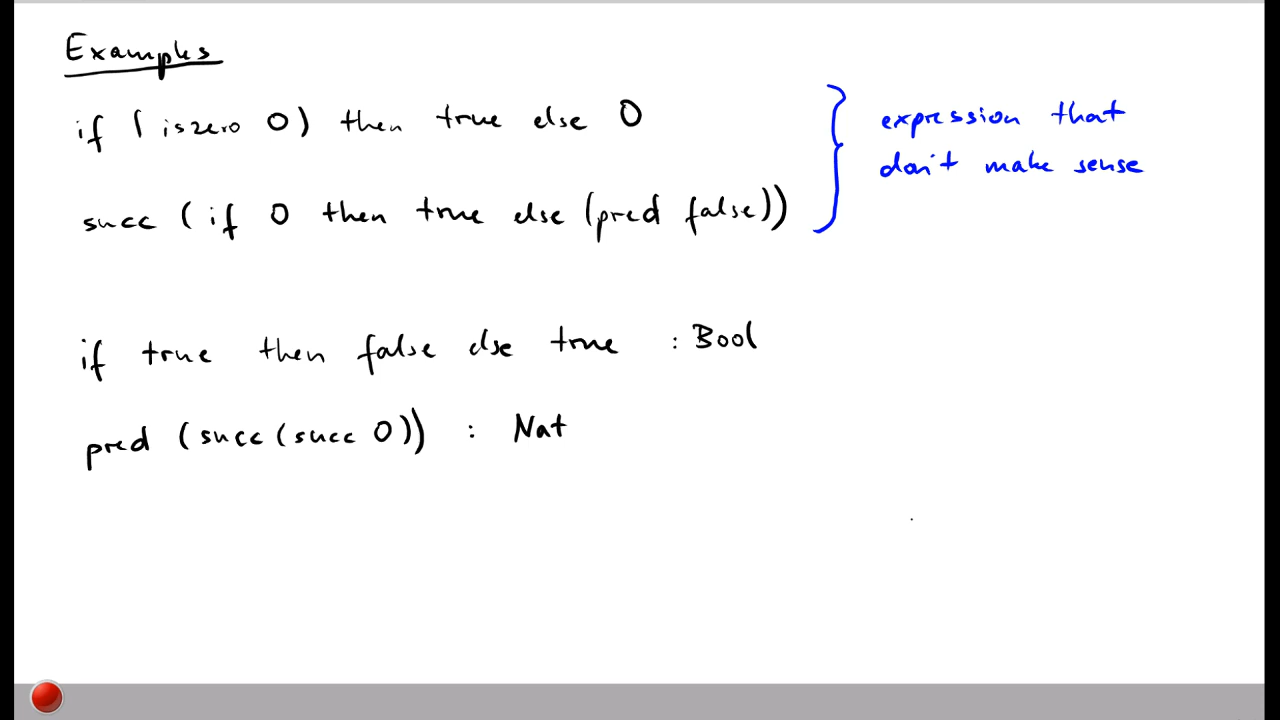 Examples
if (iszero 0) then true else 0
expression that
don't make sense
succ (if 0 then true else (pred false))
if true then false else true : Bool
pred (succ (succ 0)) : Nat